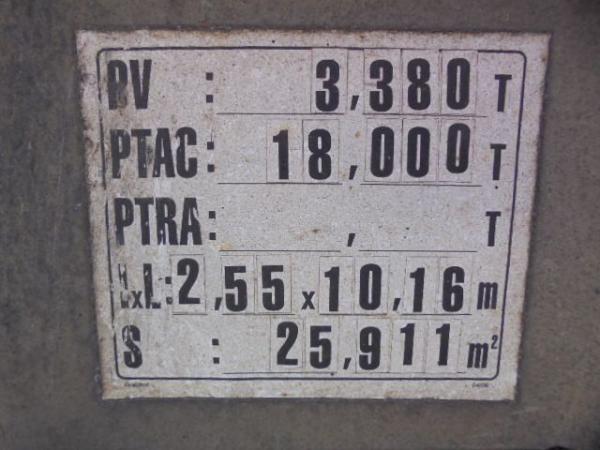 PV : 3,380 T
PTAC: 18,000 T
PTRA: , T
LxL: 2,55 x 10,16 m
S : 25,911 m²